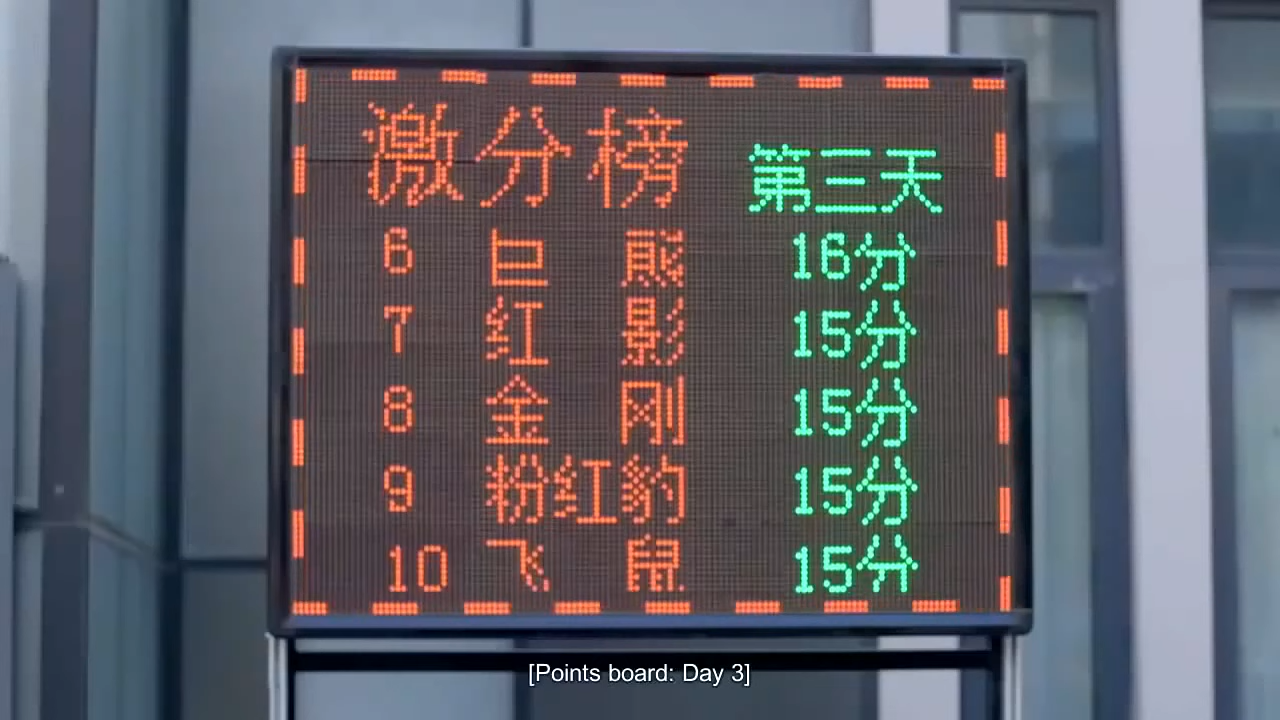 激分榜 第三天
6 巨熊 16分
7 红影 15分
8 金刚 15分
9 粉红豹 15分
10 飞鼠 15分
[Points board: Day 3]